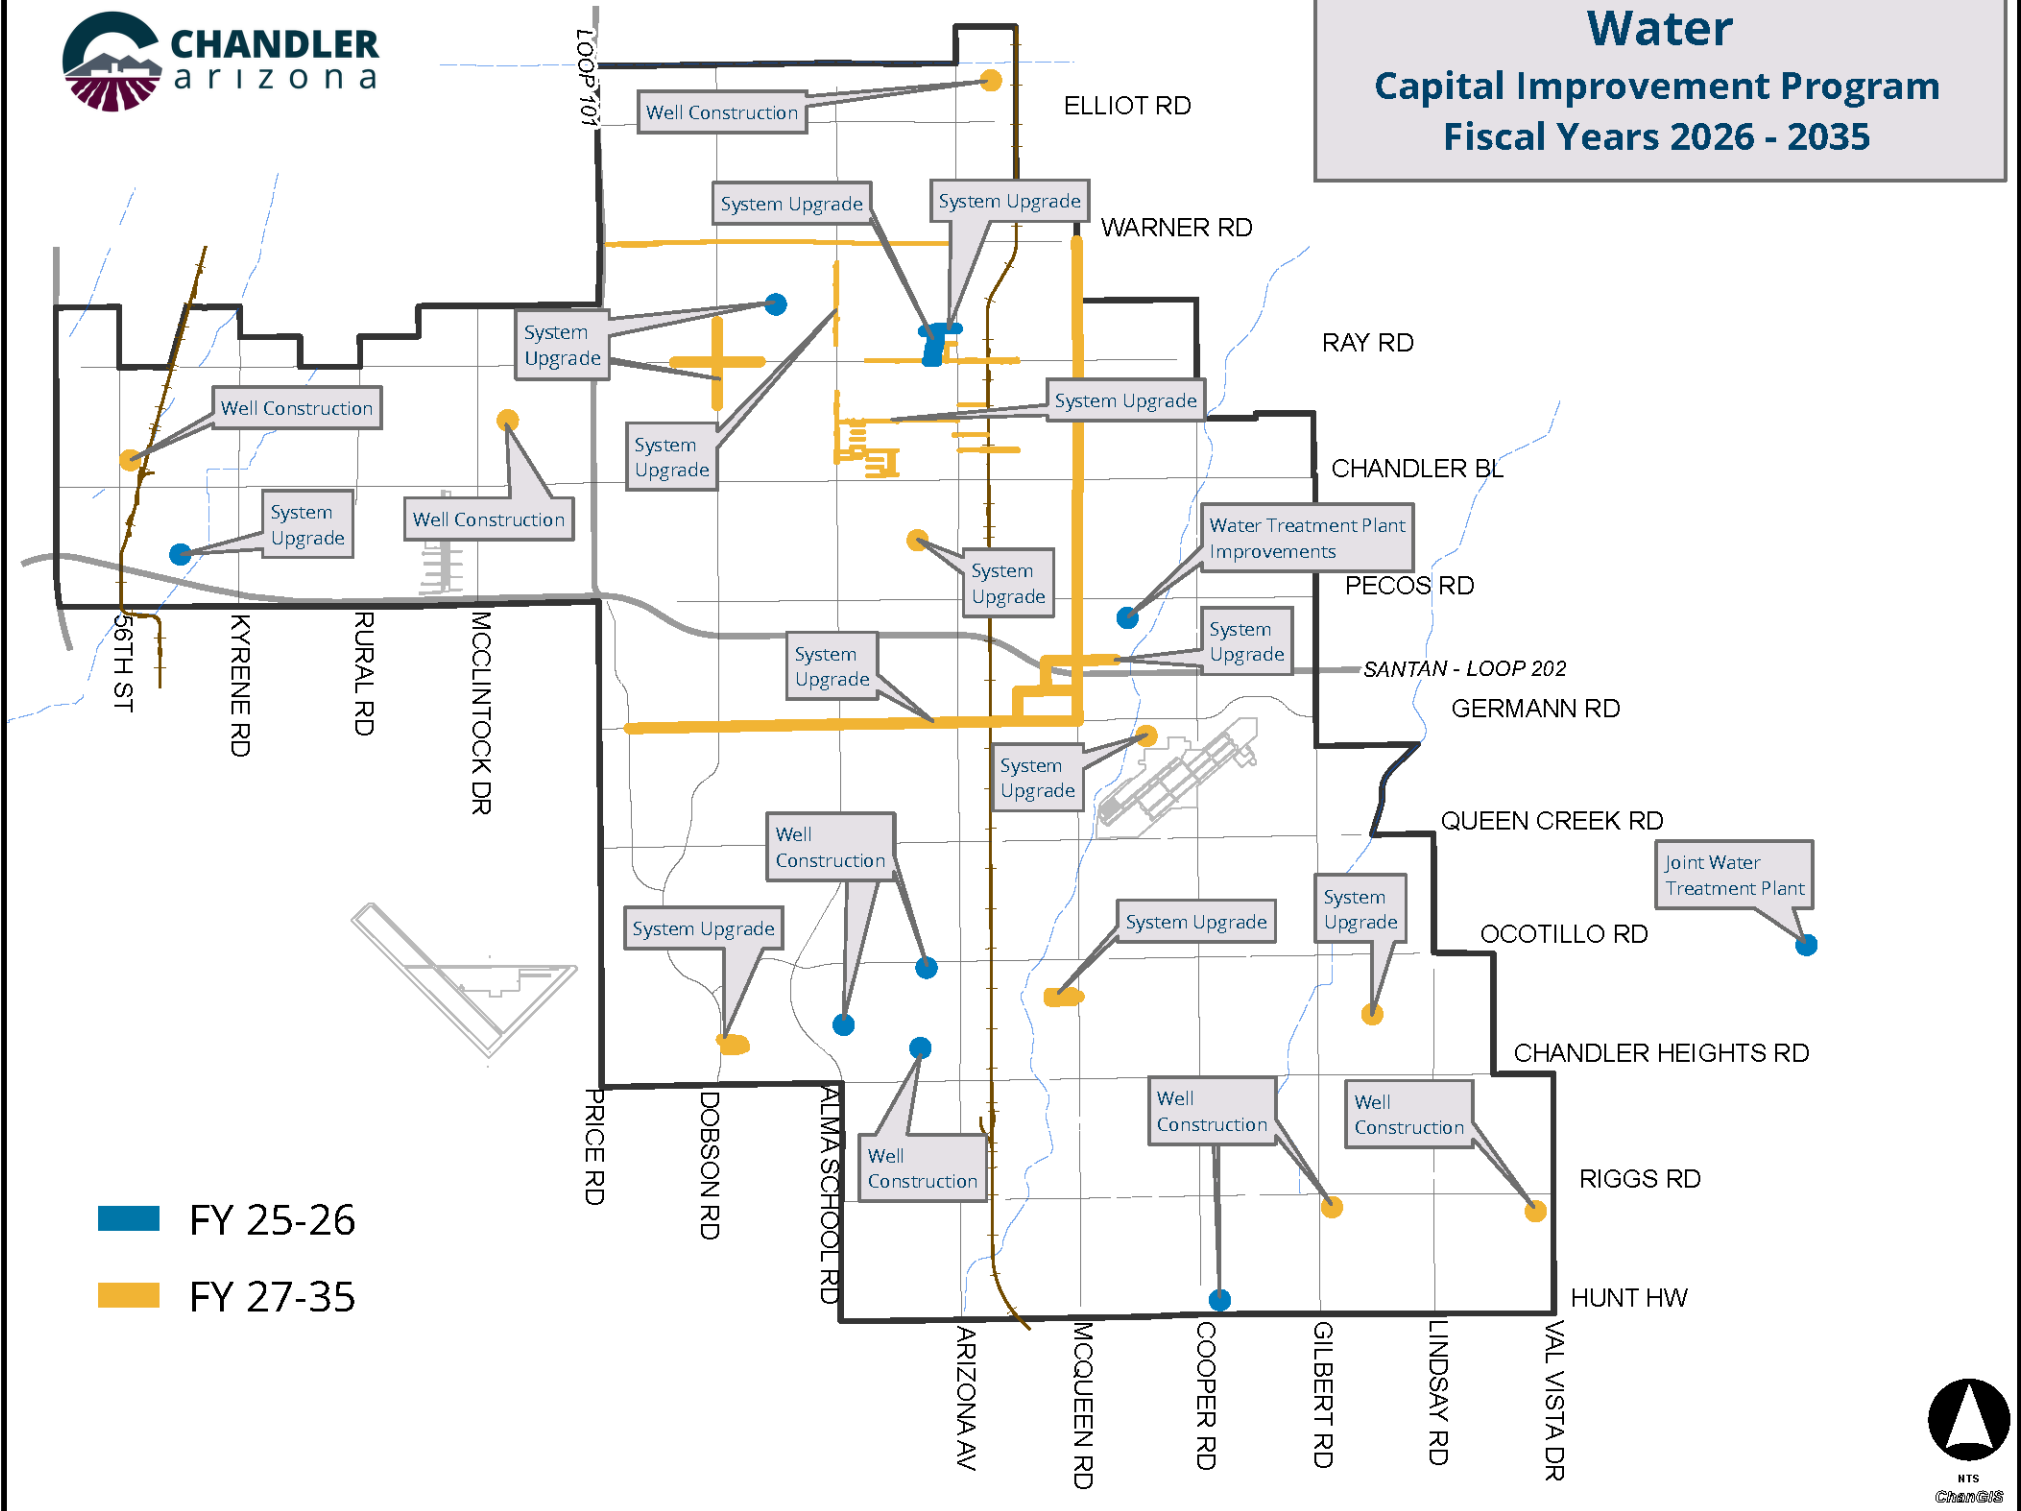 CHANDLER
arizona
Water
Capital Improvement Program
Fiscal Years 2026 - 2035
LOOP 101
Well Construction
ELLIOT RD
System Upgrade
System Upgrade
WARNER RD
System
Upgrade
RAY RD
Well Construction
System Upgrade
System
Upgrade
CHANDLER BL
System
Upgrade
Well Construction
Water Treatment Plant
Improvements
System
Upgrade
PECOS RD
System
Upgrade
System
Upgrade
SANTAN - LOOP 202
56TH ST
KYRENE RD
RURAL RD
MCCLINTOCK DR
GERMANN RD
System
Upgrade
QUEEN CREEK RD
Well
Construction
Joint Water
Treatment Plant
System Upgrade
System Upgrade
System
Upgrade
OCOTILLO RD
CHANDLER HEIGHTS RD
PRICE RD
DOBSON RD
ALMA SCHOOL RD
Well
Construction
Well
Construction
Well
Construction
RIGGS RD
FY 25-26
FY 27-35
HUNT HW
ARIZONA AV
MCQUEEN RD
COOPER RD
GILBERT RD
LINDSAY RD
VAL VISTA DR
NTS
ChanGIS